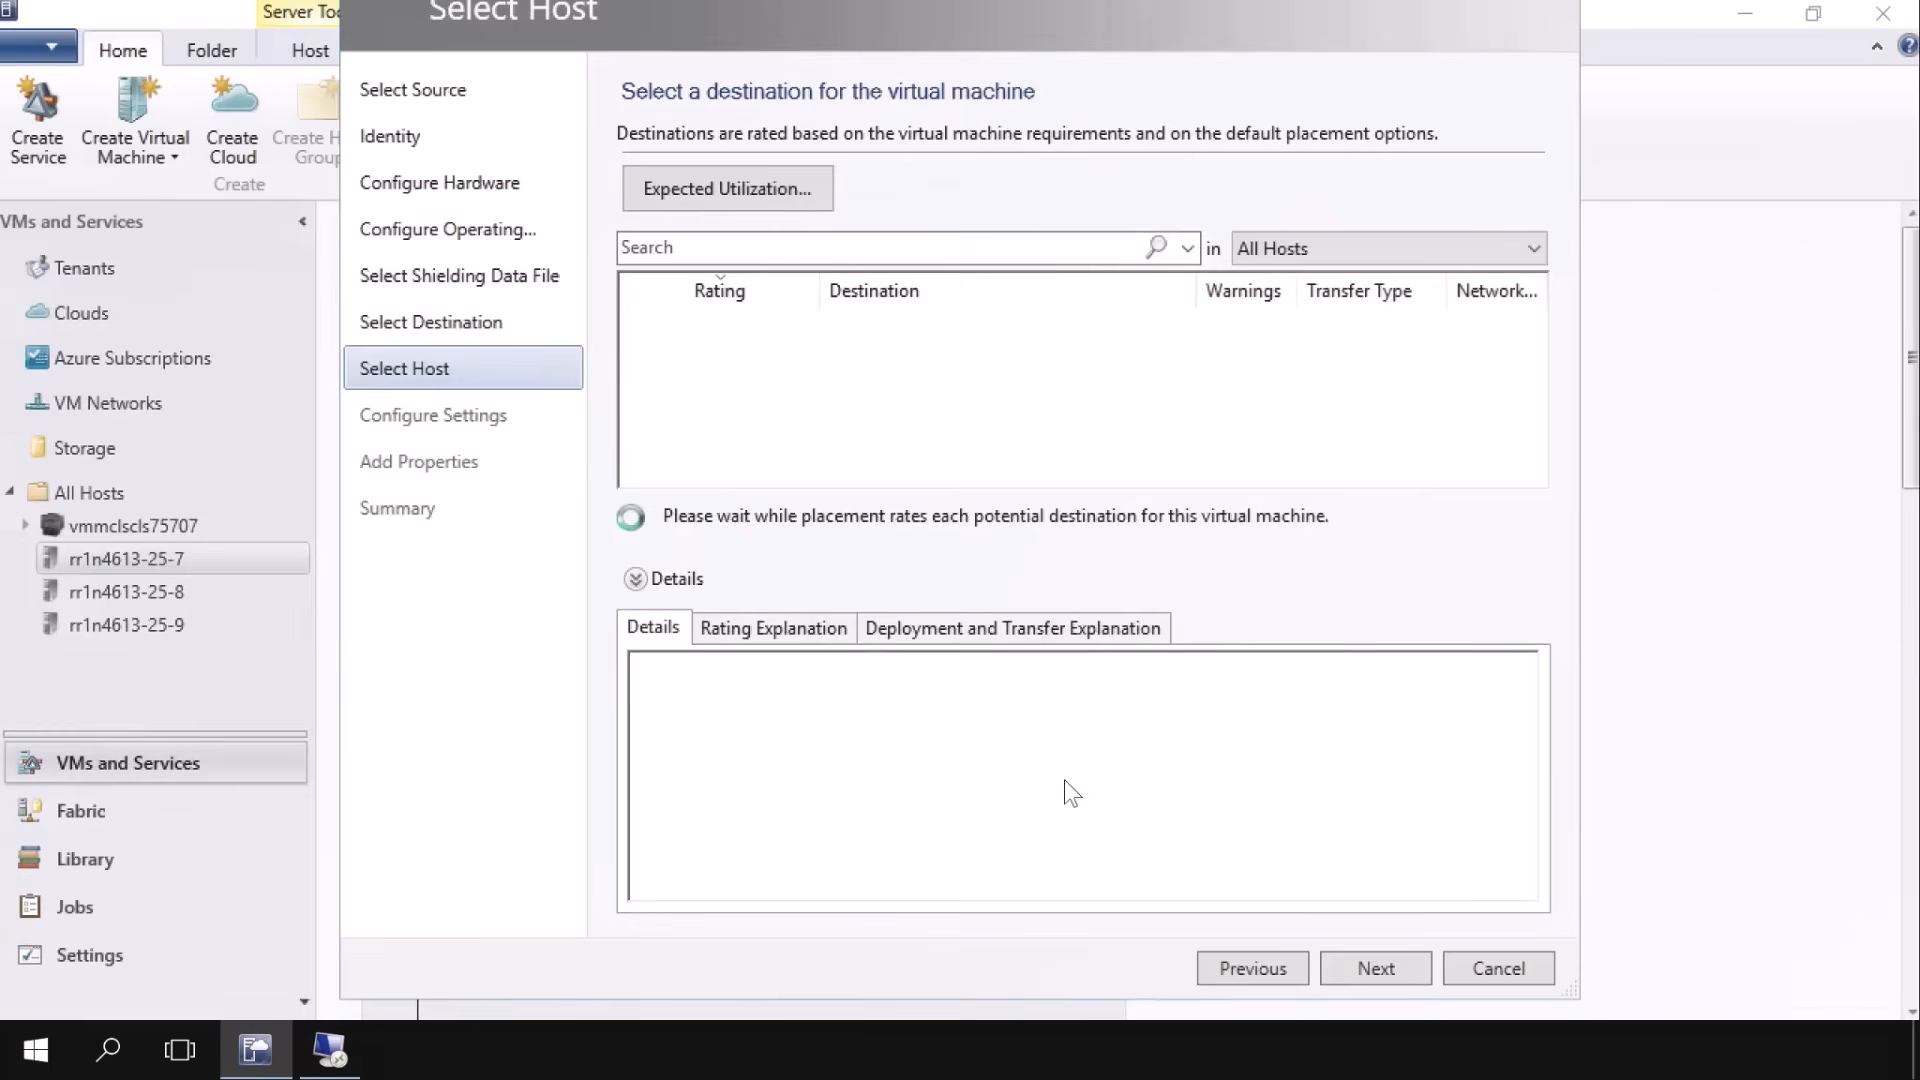 Select Host
Server Too
Home
Folder
Host
Create Service
Create Virtual Machine
Create Cloud
Create H
Group
Create
VMs and Services
Tenants
Clouds
Azure Subscriptions
VM Networks
Storage
All Hosts
vmmclscls75707
rr1n4613-25-7
rr1n4613-25-8
rr1n4613-25-9
VMs and Services
Fabric
Library
Jobs
Settings
Select Source
Identity
Configure Hardware
Configure Operating...
Select Shielding Data File
Select Destination
Select Host
Configure Settings
Add Properties
Summary
Select a destination for the virtual machine
Destinations are rated based on the virtual machine requirements and on the default placement options.
Expected Utilization...
Search
in
All Hosts
Rating
Destination
Warnings
Transfer Type
Network...
Please wait while placement rates each potential destination for this virtual machine.
Details
Details
Rating Explanation
Deployment and Transfer Explanation
Previous
Next
Cancel